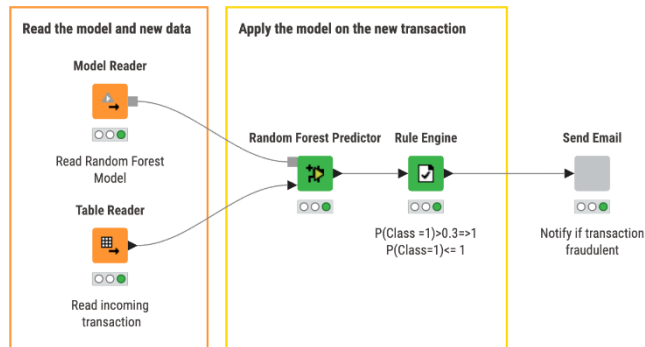 Read the model and new data
Model Reader
Read Random Forest
Model
Table Reader
Read incoming
transaction
Apply the model on the new transaction
Random Forest Predictor
Rule Engine
P(Class =1)>0.3=>1
P(Class=1)<= 1
Send Email
Notify if transaction
fraudulent